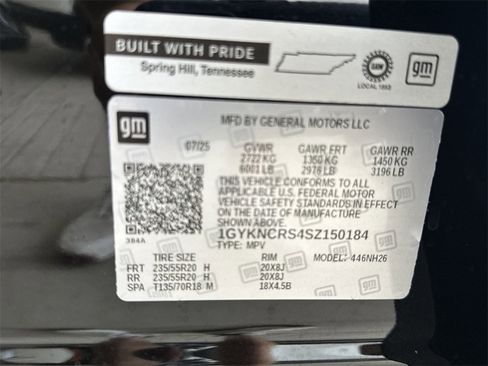 BUILT WITH PRIDE
Spring Hill, Tennessee
UAW
LOCAL 1853
gm
gm
MFD BY GENERAL MOTORS LLC
07/25 GVWR GAWR FRT GAWR RR
2722 KG 1350 KG 1450 KG
6001 LB 2976 LB 3196 LB
THIS VEHICLE CONFORMS TO ALL
APPLICABLE U.S. FEDERAL MOTOR
VEHICLE SAFETY STANDARDS IN EFFECT
ON THE DATE OF MANUFACTURE SHOWN ABOVE.
1GYKNCRS4SZ150184
TYPE: MPV
3B4A
TIRE SIZE RIM MODEL: 446NH26
FRT 235/55R20 H 20X8J
RR 235/55R20 H 20X8J
SPA T135/70R18 M 18X4.5B